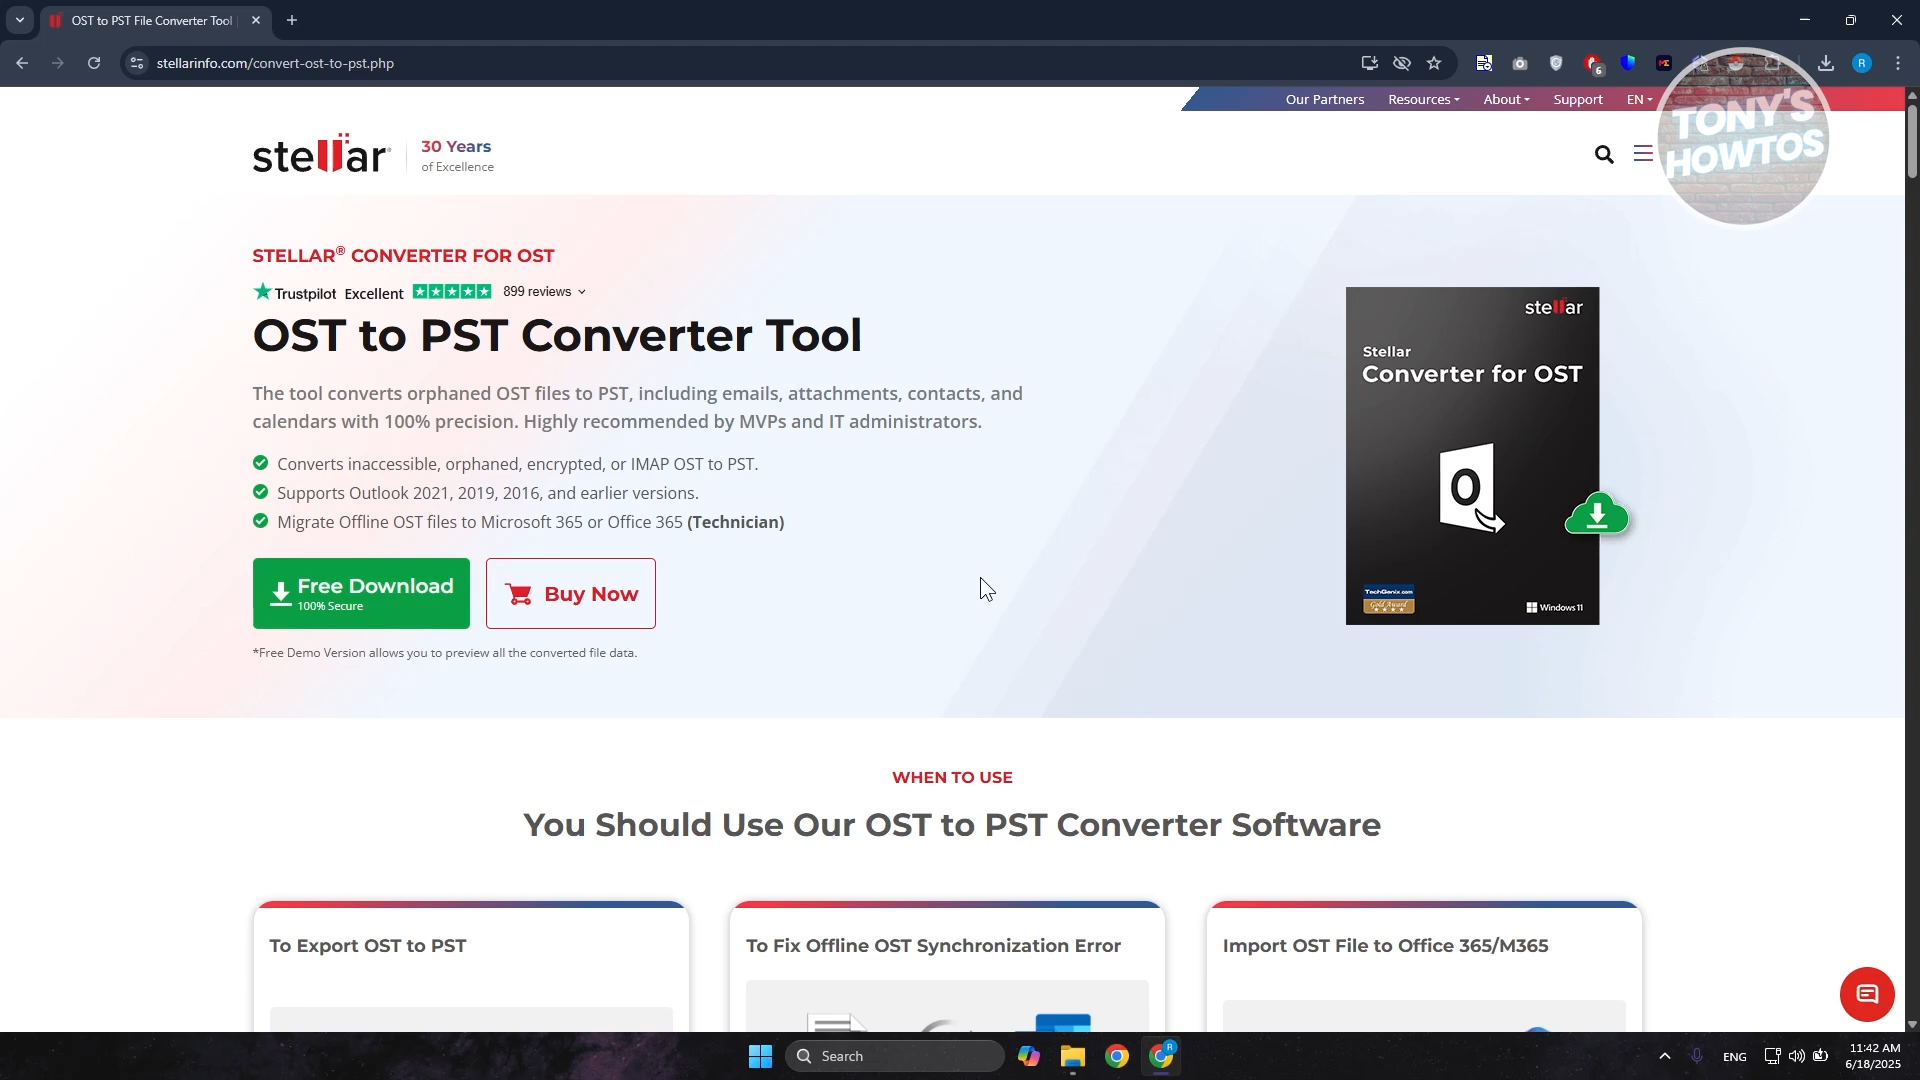 OST to PST File Converter Tool
stellarinfo.com/convert-ost-to-pst.php
6
R
Our Partners
Resources
About
Support
EN
TONY'S
HOWTOS
stellar
30 Years
of Excellence
STELLAR® CONVERTER FOR OST
Trustpilot Excellent 899 reviews
OST to PST Converter Tool
The tool converts orphaned OST files to PST, including emails, attachments, contacts, and
calendars with 100% precision. Highly recommended by MVPs and IT administrators.
Converts inaccessible, orphaned, encrypted, or IMAP OST to PST.
Supports Outlook 2021, 2019, 2016, and earlier versions.
Migrate Offline OST files to Microsoft 365 or Office 365 (Technician)
Free Download
100% Secure
Buy Now
*Free Demo Version allows you to preview all the converted file data.
stellar
Stellar
Converter for OST
O
TechGenix.com
Gold Award
Windows 11
WHEN TO USE
You Should Use Our OST to PST Converter Software
To Export OST to PST
To Fix Offline OST Synchronization Error
Import OST File to Office 365/M365
Search
R
ENG
11:42 AM
6/18/2025